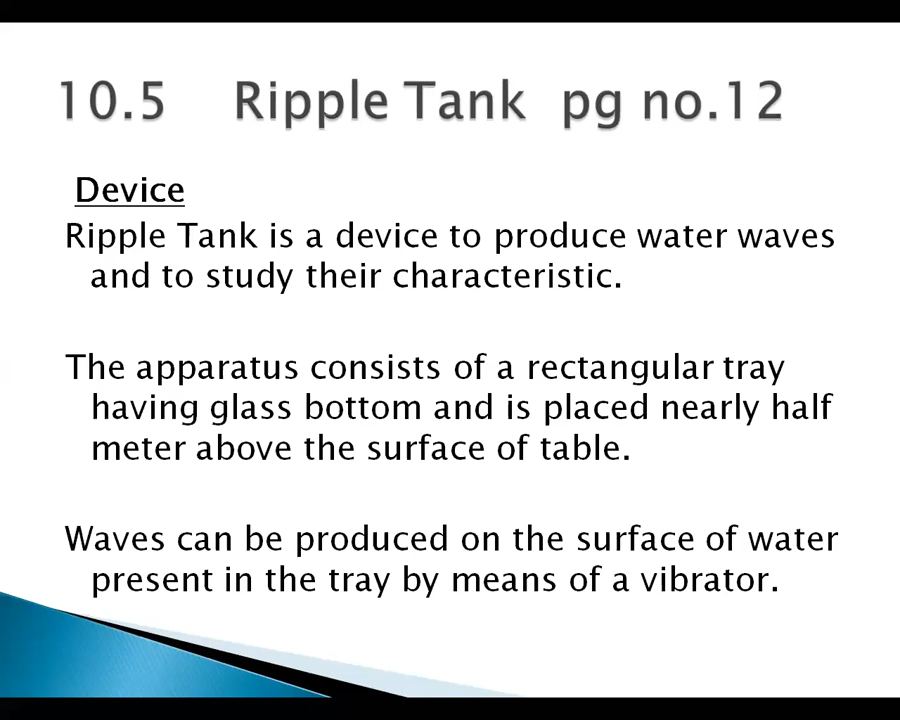 10.5 Ripple Tank pg no.12
Device
Ripple Tank is a device to produce water waves
and to study their characteristic.
The apparatus consists of a rectangular tray
having glass bottom and is placed nearly half
meter above the surface of table.
Waves can be produced on the surface of water
present in the tray by means of a vibrator.